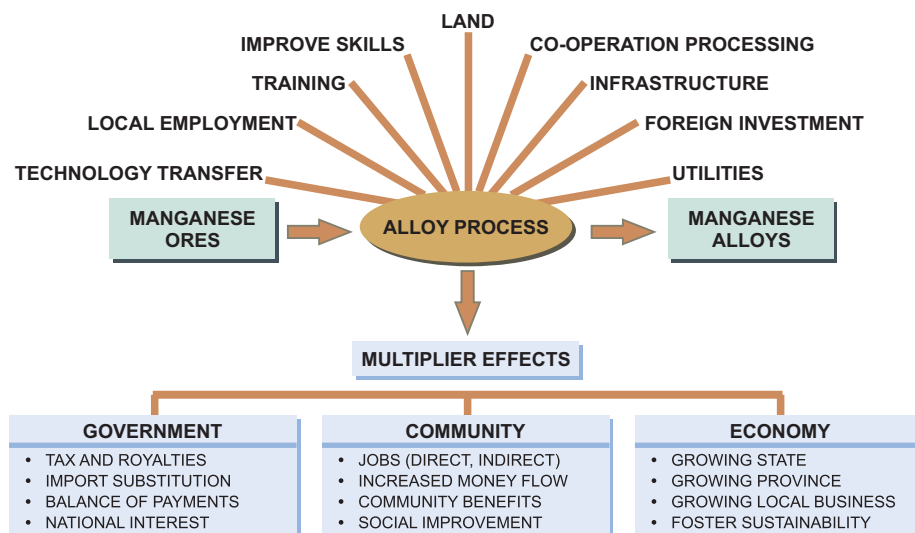 LAND
IMPROVE SKILLS
CO-OPERATION PROCESSING
TRAINING
INFRASTRUCTURE
LOCAL EMPLOYMENT
FOREIGN INVESTMENT
TECHNOLOGY TRANSFER
UTILITIES
MANGANESE
ORES
ALLOY PROCESS
MANGANESE
ALLOYS
MULTIPLIER EFFECTS
GOVERNMENT
• TAX AND ROYALTIES
• IMPORT SUBSTITUTION
• BALANCE OF PAYMENTS
• NATIONAL INTEREST
COMMUNITY
• JOBS (DIRECT, INDIRECT)
• INCREASED MONEY FLOW
• COMMUNITY BENEFITS
• SOCIAL IMPROVEMENT
ECONOMY
• GROWING STATE
• GROWING PROVINCE
• GROWING LOCAL BUSINESS
• FOSTER SUSTAINABILITY